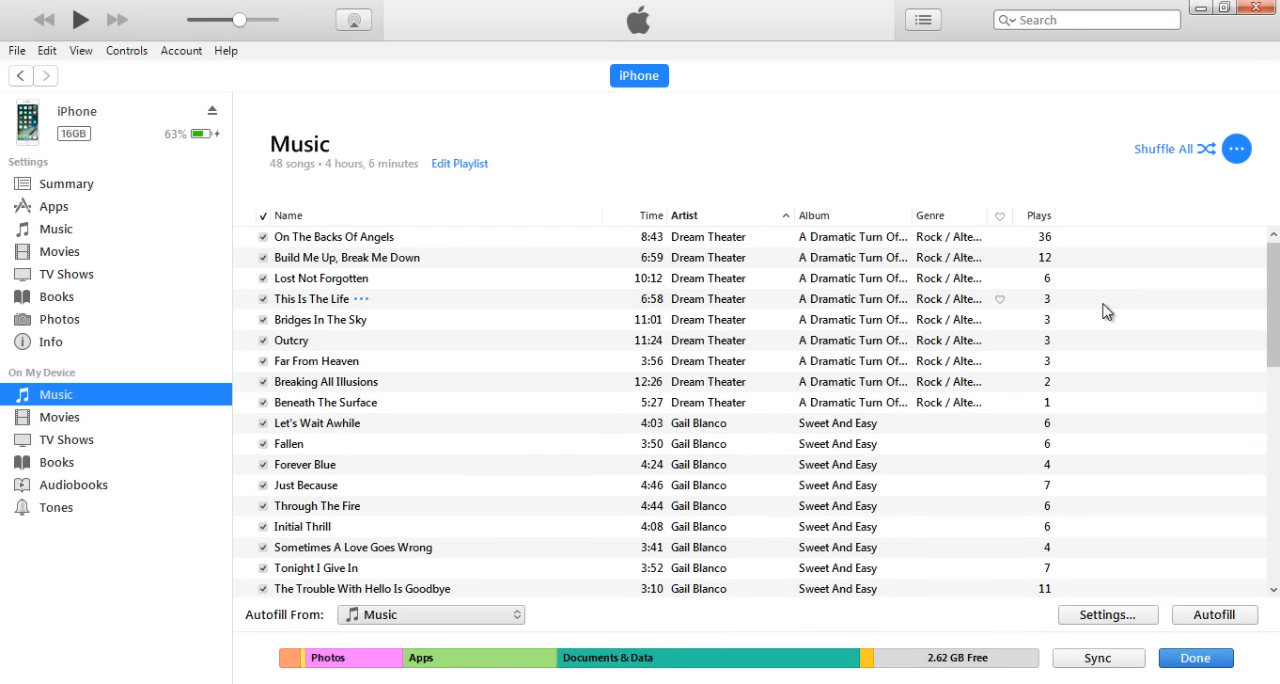 Search
File Edit View Controls Account Help
iPhone
iPhone
16GB 63%
Settings
Summary
Apps
Music
Movies
TV Shows
Books
Photos
Info
On My Device
Music
Movies
TV Shows
Books
Audiobooks
Tones
Music
48 songs • 4 hours, 6 minutes Edit Playlist
Shuffle All
Name Time Artist Album Genre Plays
On The Backs Of Angels 8:43 Dream Theater A Dramatic Turn Of... Rock / Alte... 36
Build Me Up, Break Me Down 6:59 Dream Theater A Dramatic Turn Of... Rock / Alte... 12
Lost Not Forgotten 10:12 Dream Theater A Dramatic Turn Of... Rock / Alte... 6
This Is The Life ••• 6:58 Dream Theater A Dramatic Turn Of... Rock / Alte... 3
Bridges In The Sky 11:01 Dream Theater A Dramatic Turn Of... Rock / Alte... 3
Outcry 11:24 Dream Theater A Dramatic Turn Of... Rock / Alte... 3
Far From Heaven 3:56 Dream Theater A Dramatic Turn Of... Rock / Alte... 3
Breaking All Illusions 12:26 Dream Theater A Dramatic Turn Of... Rock / Alte... 2
Beneath The Surface 5:27 Dream Theater A Dramatic Turn Of... Rock / Alte... 1
Let's Wait Awhile 4:03 Gail Blanco Sweet And Easy 6
Fallen 3:50 Gail Blanco Sweet And Easy 6
Forever Blue 4:24 Gail Blanco Sweet And Easy 4
Just Because 4:46 Gail Blanco Sweet And Easy 7
Through The Fire 4:44 Gail Blanco Sweet And Easy 6
Initial Thrill 4:08 Gail Blanco Sweet And Easy 6
Sometimes A Love Goes Wrong 3:41 Gail Blanco Sweet And Easy 4
Tonight I Give In 3:52 Gail Blanco Sweet And Easy 7
The Trouble With Hello Is Goodbye 3:10 Gail Blanco Sweet And Easy 11
Autofill From: Music Settings... Autofill
Photos Apps Documents & Data 2.62 GB Free Sync Done